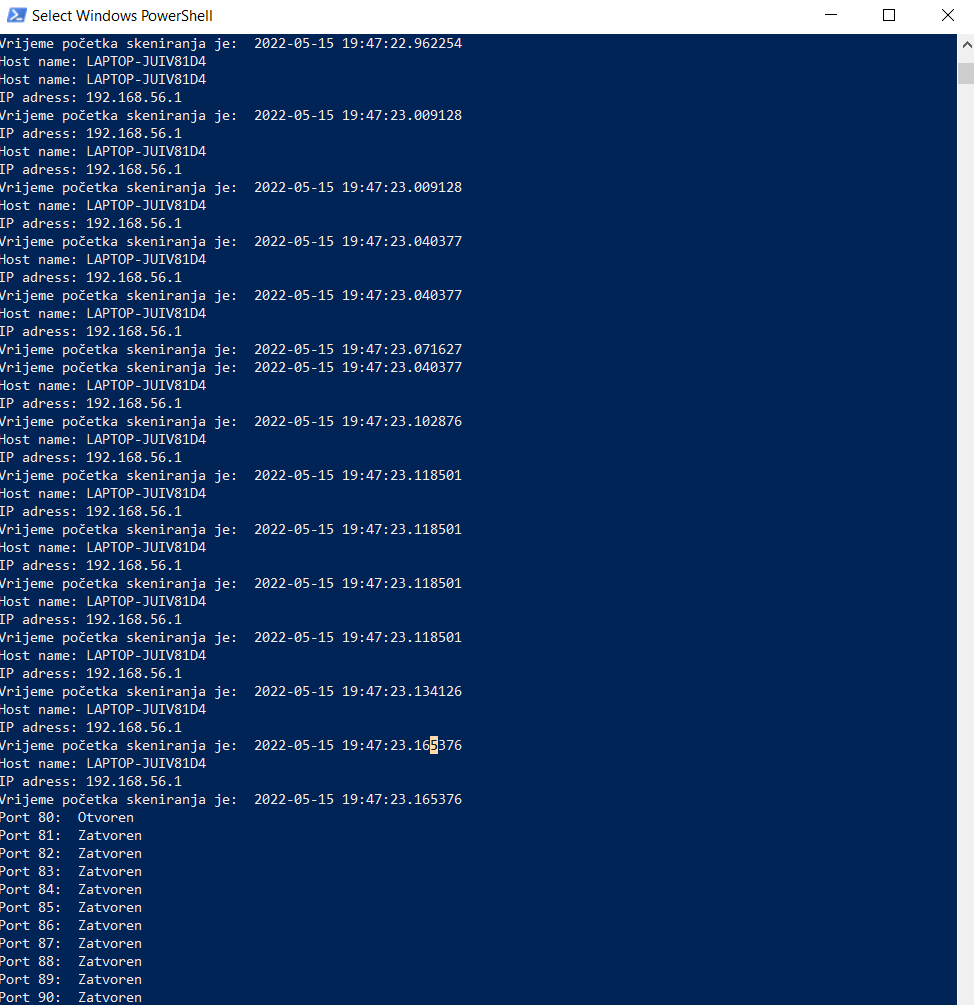 Select Windows PowerShell
Vrijeme početka skeniranja je:  2022-05-15 19:47:22.962254
Host name: LAPTOP-JUIV81D4
Host name: LAPTOP-JUIV81D4
IP adress: 192.168.56.1
Vrijeme početka skeniranja je:  2022-05-15 19:47:23.009128
IP adress: 192.168.56.1
Host name: LAPTOP-JUIV81D4
IP adress: 192.168.56.1
Vrijeme početka skeniranja je:  2022-05-15 19:47:23.009128
Host name: LAPTOP-JUIV81D4
IP adress: 192.168.56.1
Vrijeme početka skeniranja je:  2022-05-15 19:47:23.040377
Host name: LAPTOP-JUIV81D4
IP adress: 192.168.56.1
Vrijeme početka skeniranja je:  2022-05-15 19:47:23.040377
Host name: LAPTOP-JUIV81D4
IP adress: 192.168.56.1
Vrijeme početka skeniranja je:  2022-05-15 19:47:23.071627
Vrijeme početka skeniranja je:  2022-05-15 19:47:23.040377
Host name: LAPTOP-JUIV81D4
IP adress: 192.168.56.1
Vrijeme početka skeniranja je:  2022-05-15 19:47:23.102876
Host name: LAPTOP-JUIV81D4
IP adress: 192.168.56.1
Vrijeme početka skeniranja je:  2022-05-15 19:47:23.118501
Host name: LAPTOP-JUIV81D4
IP adress: 192.168.56.1
Vrijeme početka skeniranja je:  2022-05-15 19:47:23.118501
Host name: LAPTOP-JUIV81D4
IP adress: 192.168.56.1
Vrijeme početka skeniranja je:  2022-05-15 19:47:23.118501
Host name: LAPTOP-JUIV81D4
IP adress: 192.168.56.1
Vrijeme početka skeniranja je:  2022-05-15 19:47:23.118501
Host name: LAPTOP-JUIV81D4
IP adress: 192.168.56.1
Vrijeme početka skeniranja je:  2022-05-15 19:47:23.134126
Host name: LAPTOP-JUIV81D4
IP adress: 192.168.56.1
Vrijeme početka skeniranja je:  2022-05-15 19:47:23.165376
Host name: LAPTOP-JUIV81D4
IP adress: 192.168.56.1
Vrijeme početka skeniranja je:  2022-05-15 19:47:23.165376
Port 80:  Otvoren
Port 81:  Zatvoren
Port 82:  Zatvoren
Port 83:  Zatvoren
Port 84:  Zatvoren
Port 85:  Zatvoren
Port 86:  Zatvoren
Port 87:  Zatvoren
Port 88:  Zatvoren
Port 89:  Zatvoren
Port 90:  Zatvoren